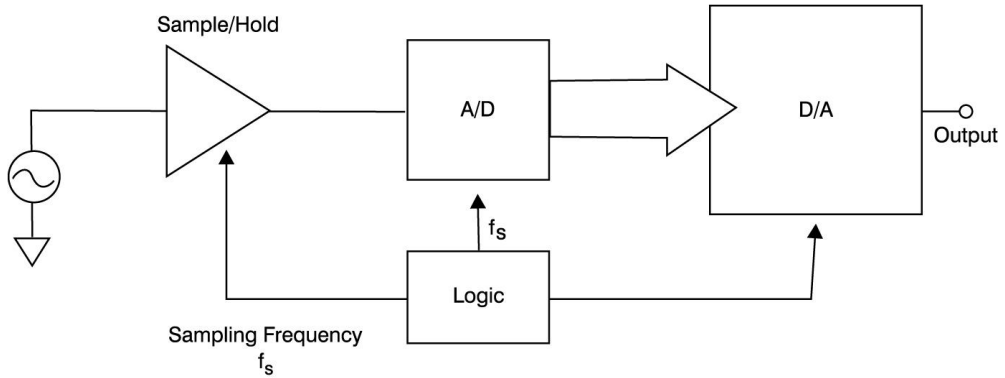 Sample/Hold
A/D
D/A
Output
fs
Logic
Sampling Frequency
fs